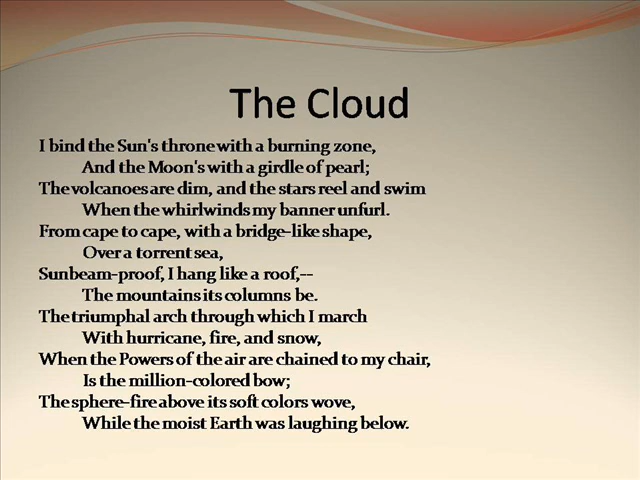 The Cloud
I bind the Sun's throne with a burning zone,
And the Moon's with a girdle of pearl;
The volcanoes are dim, and the stars reel and swim
When the whirlwinds my banner unfurl.
From cape to cape, with a bridge-like shape,
Over a torrent sea,
Sunbeam-proof, I hang like a roof,--
The mountains its columns be.
The triumphal arch through which I march
With hurricane, fire, and snow,
When the Powers of the air are chained to my chair,
Is the million-colored bow;
The sphere-fire above its soft colors wove,
While the moist Earth was laughing below.